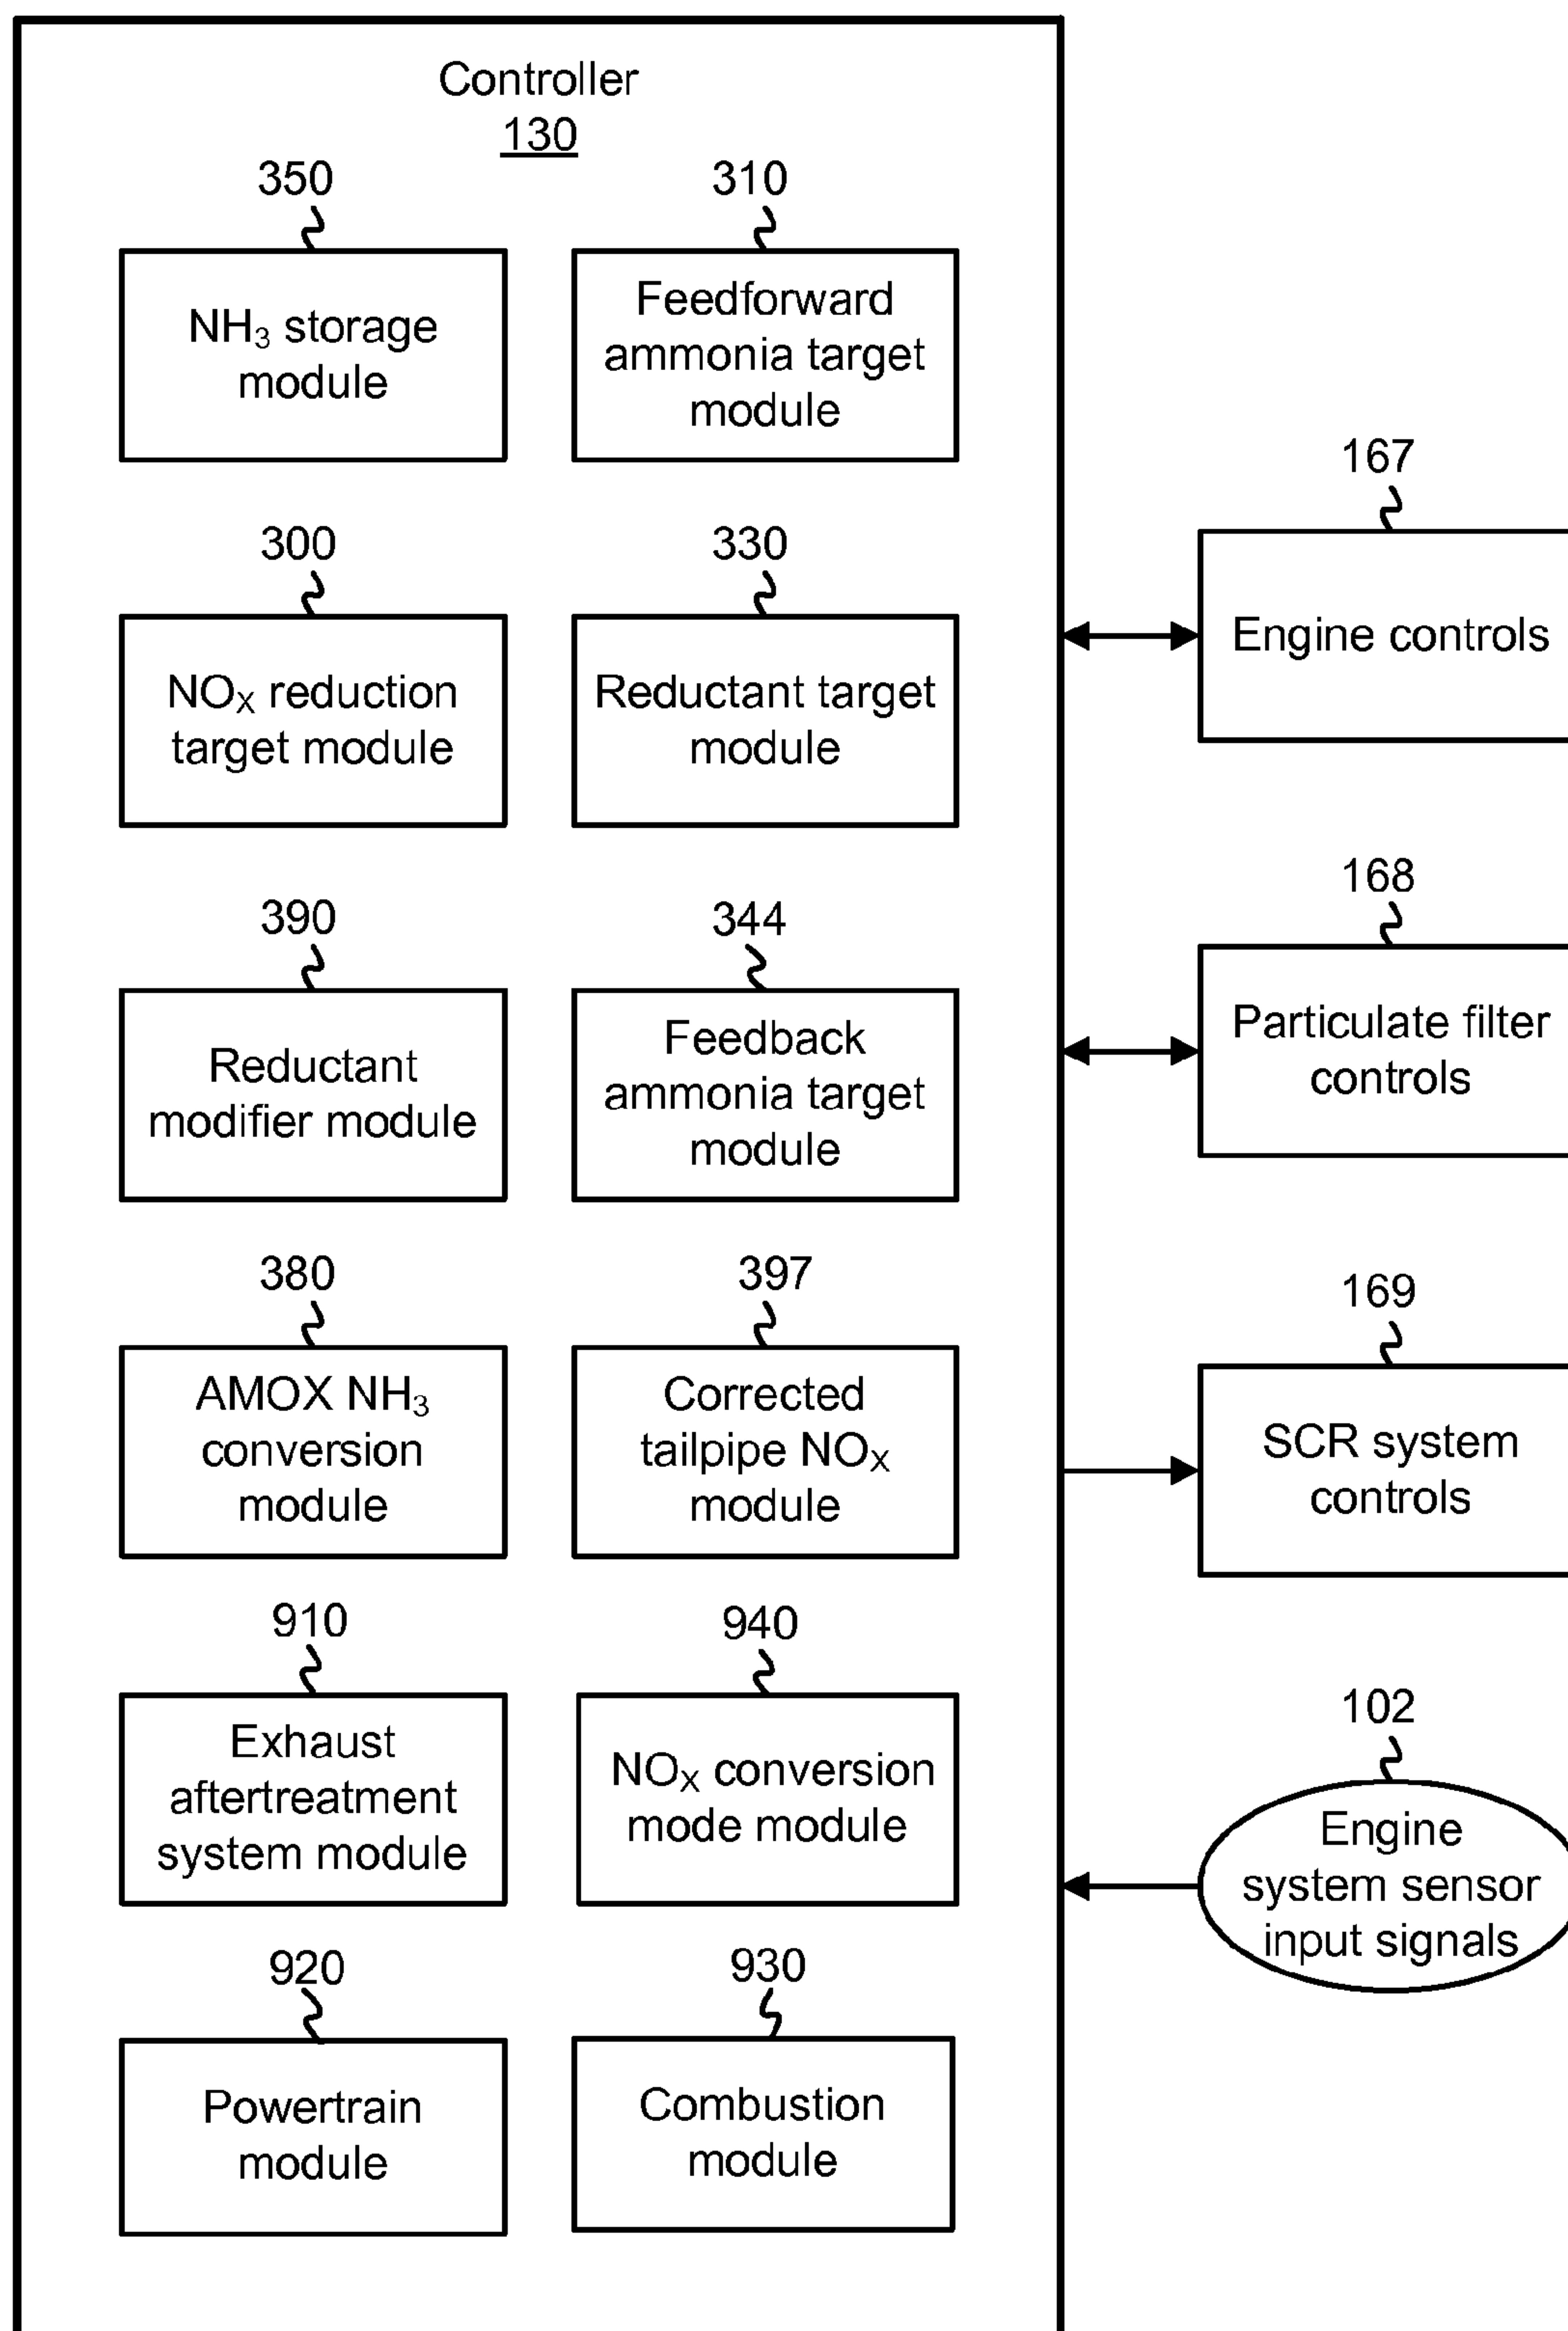 Controller
130
350
NH₃ storage
module
310
Feedforward
ammonia target
module
300
NOₓ reduction
target module
330
Reductant target
module
390
Reductant
modifier module
344
Feedback
ammonia target
module
380
AMOX NH₃
conversion
module
397
Corrected
tailpipe NOₓ
module
910
Exhaust
aftertreatment
system module
940
NOₓ conversion
mode module
920
Powertrain
module
930
Combustion
module
167
Engine controls
168
Particulate filter
controls
169
SCR system
controls
102
Engine
system sensor
input signals